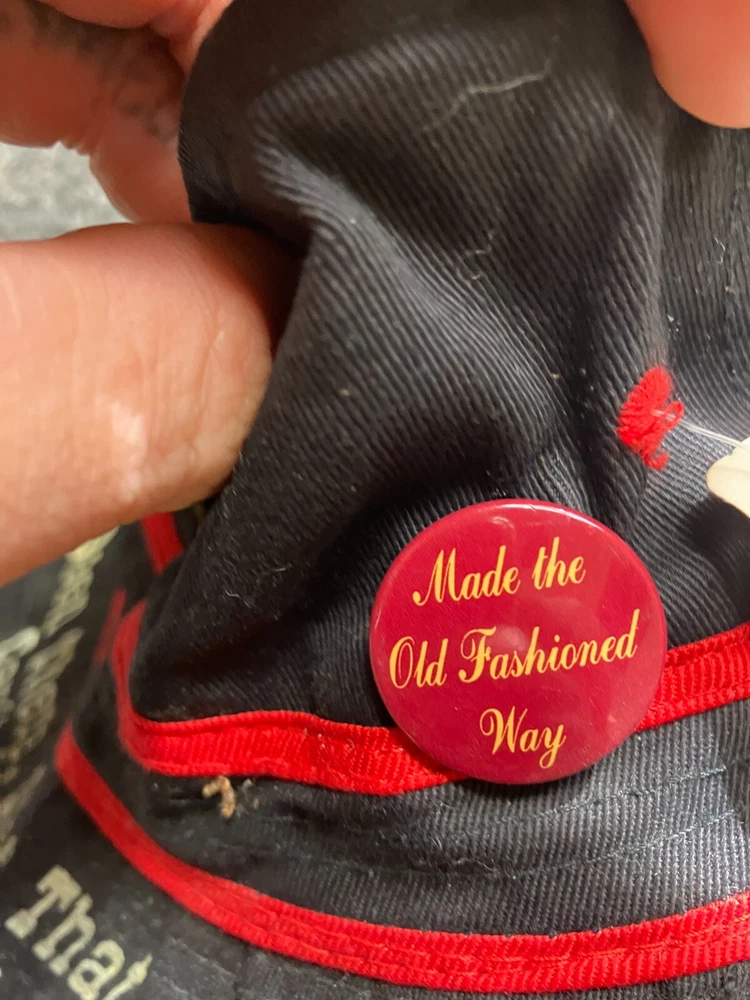 Made the
Old Fashioned
Way
That